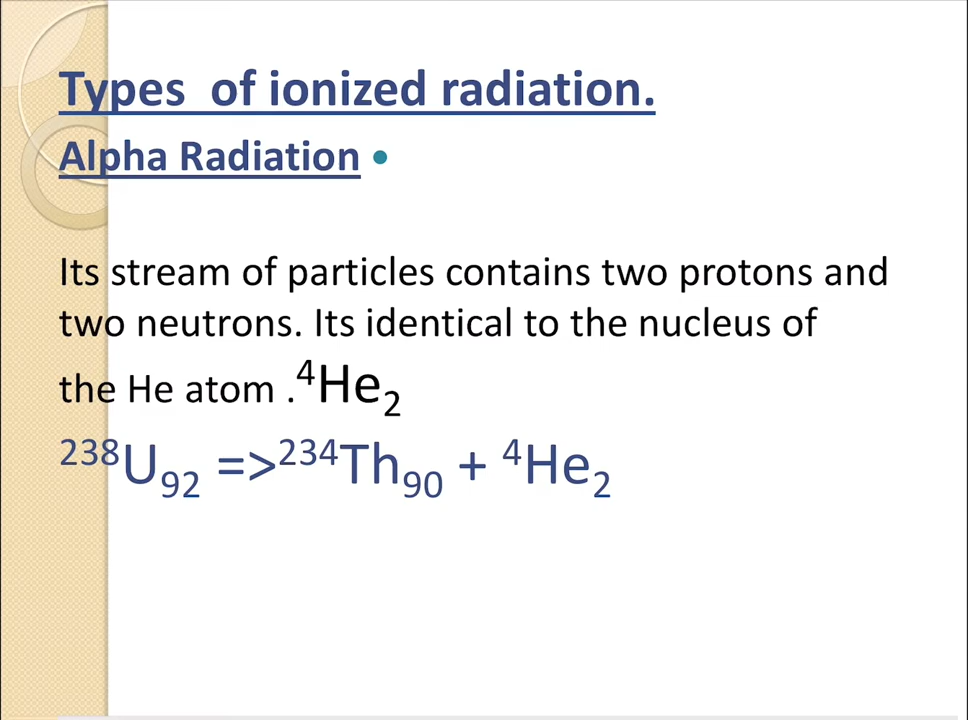 Types of ionized radiation.
Alpha Radiation •
Its stream of particles contains two protons and
two neutrons. Its identical to the nucleus of
the He atom .⁴He₂
²³⁸U₉₂ =>²³⁴Th₉₀ + ⁴He₂